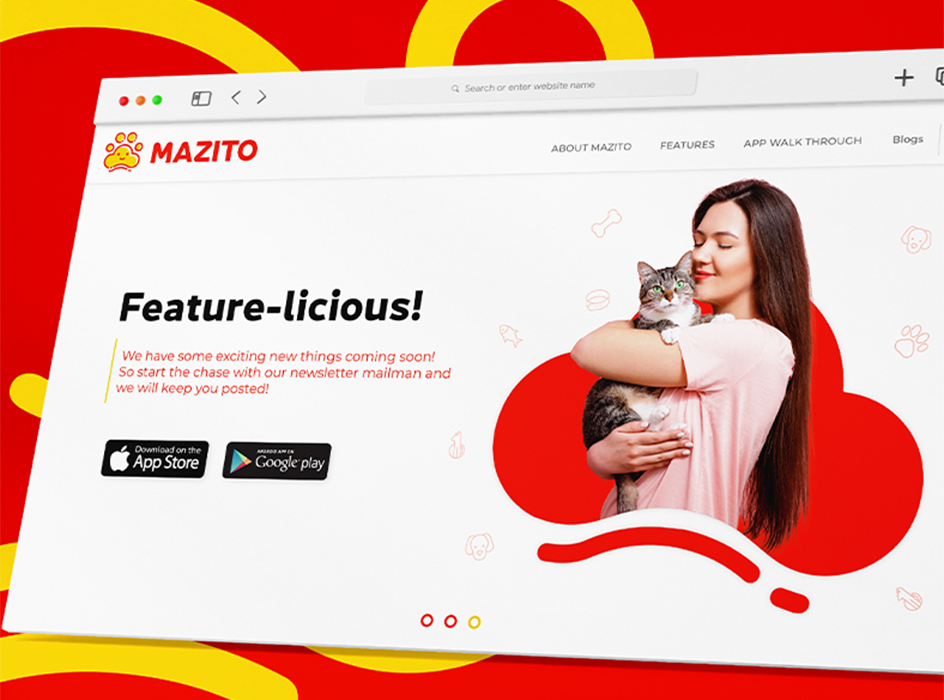 Search or enter website name
MAZITO
ABOUT MAZITO
FEATURES
APP WALK THROUGH
Blogs
Feature-licious!
We have some exciting new things coming soon!
So start the chase with our newsletter mailman and
we will keep you posted!
Download on the
App Store
ANDROID APP ON
Google play